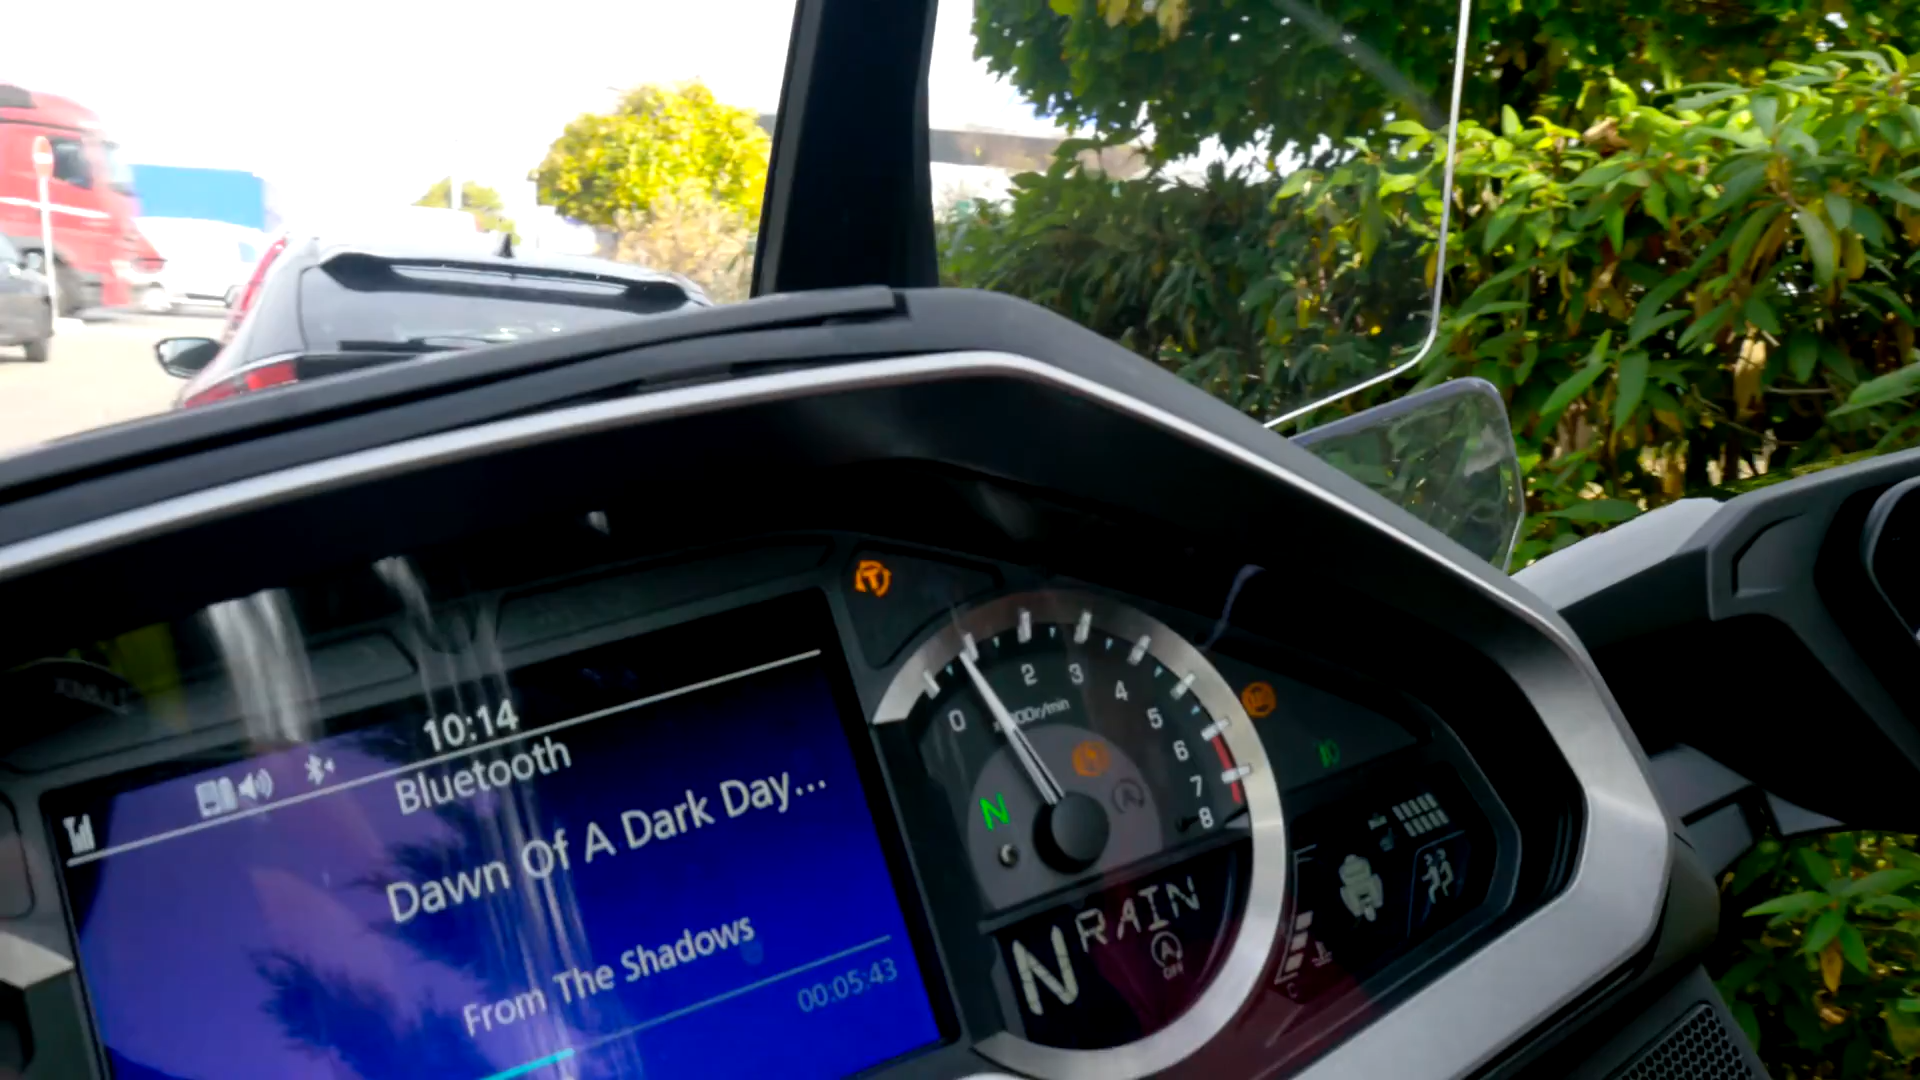 10:14
Bluetooth
Dawn Of A Dark Day...
From The Shadows
00:05:43
0
2
3
4
5
6
7
8
r/min
N
N RAIN
A
C